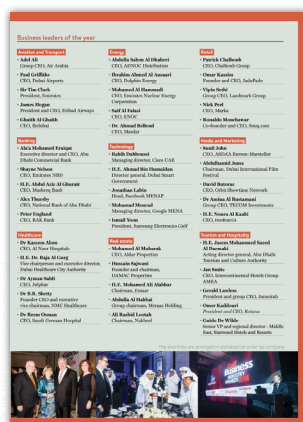 Business leaders of the year
Aviation and Transport
• Adel Ali
Group CEO, Air Arabia
• Paul Griffiths
CEO, Dubai Airports
• Sir Tim Clark
President, Emirates
• James Hogan
President and CEO, Etihad Airways
• Ghaith Al Ghaith
CEO, flydubai
Banking
• Ala'a Mohamed Eraiqat
Executive director and CEO, Abu
Dhabi Commercial Bank
• Shayne Nelson
CEO, Emirates NBD
• H.E. Abdul Aziz Al Ghurair
CEO, Mashreq Bank
• Alex Thursby
CEO, National Bank of Abu Dhabi
• Peter England
CEO, RAK Bank
Healthcare
• Dr Kassem Alom
CEO, Al Noor Hospitals
• H.E. Dr. Raja Al Gurg
Vice chairperson and executive director,
Dubai Healthcare City Authority
• Dr Ayman Sahli
CEO, Julphar
• Dr B.R. Shetty
Founder CEO and executive
vice chairman, NMC Healthcare
• Dr Reem Osman
CEO, Saudi German Hospital
Energy
• Abdulla Salem Al Dhaheri
CEO, ADNOC Distribution
• Ibrahim Ahmed Al Ansaari
CEO, Dolphin Energy
• Mohamed Al Hammadi
CEO, Emirates Nuclear Energy
Corporation
• Saif Al Falasi
CEO, ENOC
• Dr. Ahmad Belhoul
CEO, Masdar
Technology
• Rabih Dabboussi
Managing director, Cisco UAE
• H.E. Ahmad Bin Humaidan
Director general, Dubai Smart
Government
• Jonathan Labin
Head, Facebook MENAP
• Mohamad Mourad
Managing director, Google MENA
• Ismail Yoon
President, Samsung Electronics Gulf
Real estate
• Mohamed Al Mubarak
CEO, Aldar Properties
• Hussain Sajwani
Founder and chairman,
DAMAC Properties
• H.E. Mohamed Ali Alabbar
Chairman, Emaar
• Abdulla Al Habbai
Group chairman, Meraas Holding
• Ali Rashid Lootah
Chairman, Nakheel
Retail
• Patrick Chalhoub
CEO, Chalhoub Group
• Omar Kassim
Founder and CEO, JadoPado
• Vipin Sethi
Group CEO, Landmark Group
• Nick Peel
CEO, Marka
• Ronaldo Mouchawar
Co-founder and CEO, Souq.com
Media and Marketing
• Sunil John
CEO, ASDA'A Burson-Marsteller
• Abdulhamid Juma
Chairman, Dubai International Film
Festival
• David Butorac
CEO, Orbit Showtime Network
• Dr Amina Al Rustamani
Group CEO, TECOM Investments
• H.E. Noura Al Kaabi
CEO, twofour54
Tourism and Hospitality
• H.E. Jasem Mohammed Saeed
Al Darmaki
Acting director general, Abu Dhabi
Tourism and Culture Authority
• Jan Smits
CEO, Intercontinental Hotels Group
AMEA
• Gerald Lawless
President and group CEO, Jumeirah
• Omer Kaddouri
President and CEO, Rotana
• Guido De Wilde
Senior VP and regional director - Middle
East, Starwood Hotels and Resorts
The shortlists are arranged in alphabetical order by company